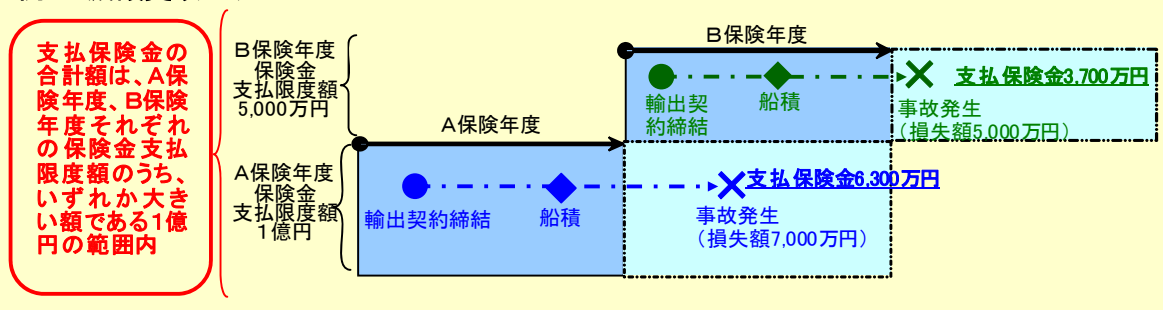 支払保険金の
合計額は、A保
険年度、B保険
年度それぞれ
の保険金支払
限度額のうち、
いずれか大き
い額である1億
円の範囲内
B保険年度
保険金
支払限度額
5,000万円
A保険年度
保険金
支払限度額
1億円
B保険年度
輸出契
約締結
船積
支払保険金3,700万円
事故発生
(損失額5,000万円)
A保険年度
輸出契約締結
船積
支払保険金6,300万円
事故発生
(損失額7,000万円)